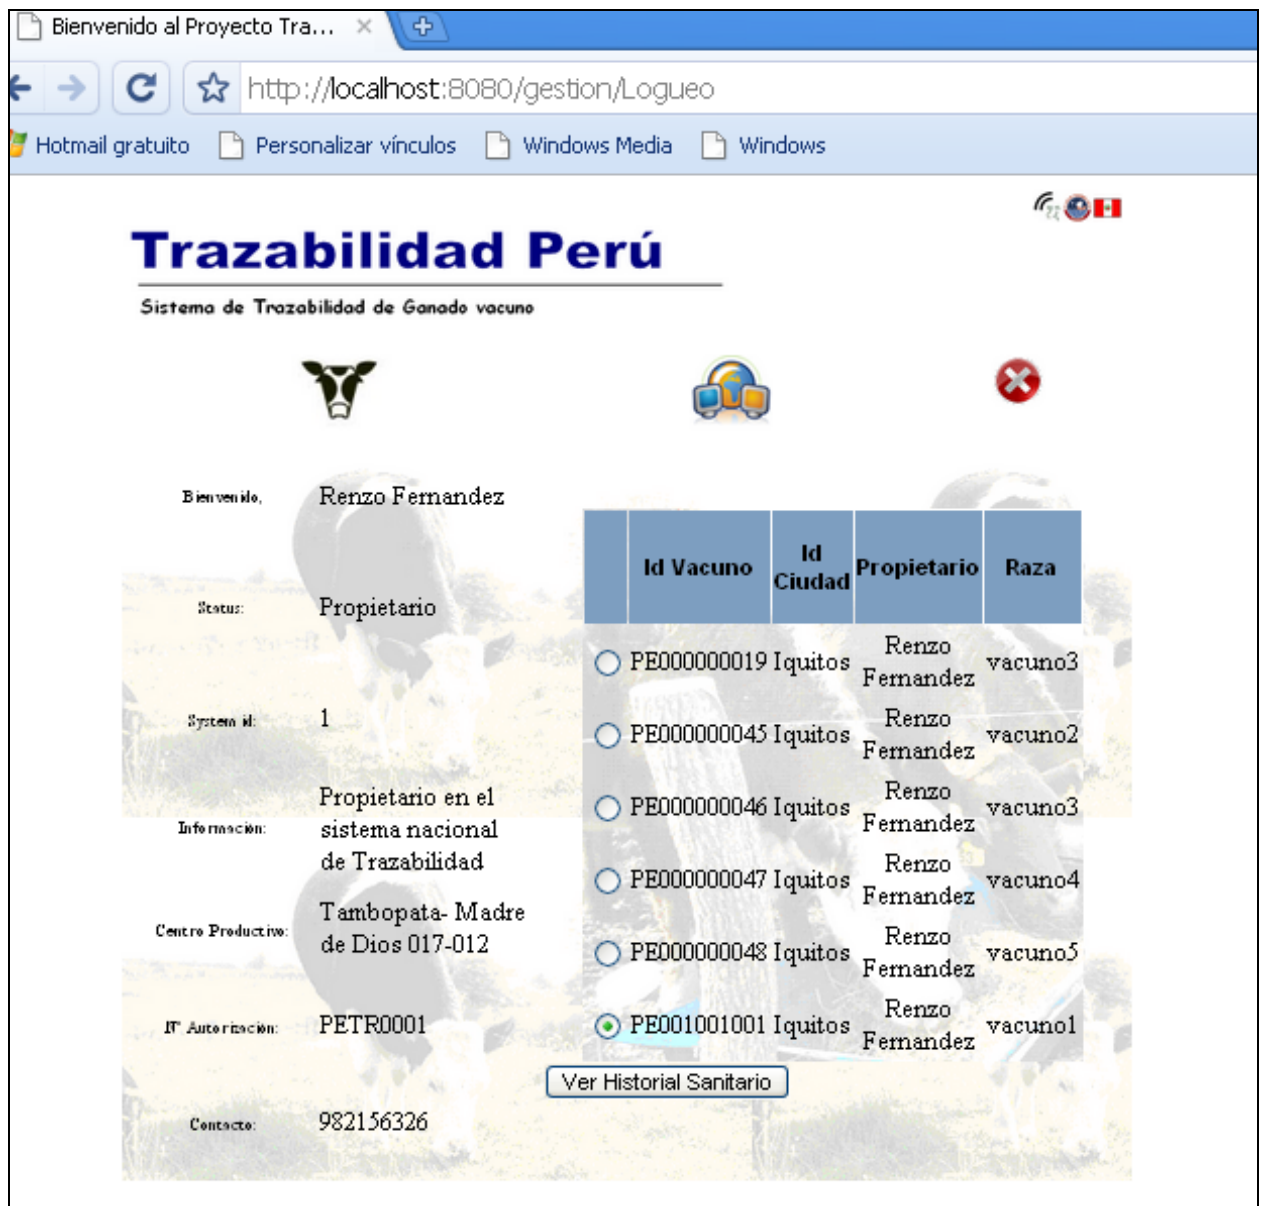 Bienvenido al Proyecto Tra...
http://localhost:8080/gestion/Logueo
Hotmail gratuito Personalizar vínculos Windows Media Windows
Trazabilidad Perú
Sistema de Trazabilidad de Ganado vacuno
Bienvenido, Renzo Fernandez
Status: Propietario
System id: 1
Información: Propietario en el
sistema nacional
de Trazabilidad
Centro Productivo: Tambopata- Madre
de Dios 017-012
Nº Autorización: PETR0001
Contacto: 982156326
Id Vacuno Id Ciudad Propietario Raza
PE000000019 Iquitos Renzo Fernandez vacuno3
PE000000045 Iquitos Renzo Fernandez vacuno2
PE000000046 Iquitos Renzo Fernandez vacuno3
PE000000047 Iquitos Renzo Fernandez vacuno4
PE000000048 Iquitos Renzo Fernandez vacuno5
PE001001001 Iquitos Renzo Fernandez vacuno1
Ver Historial Sanitario